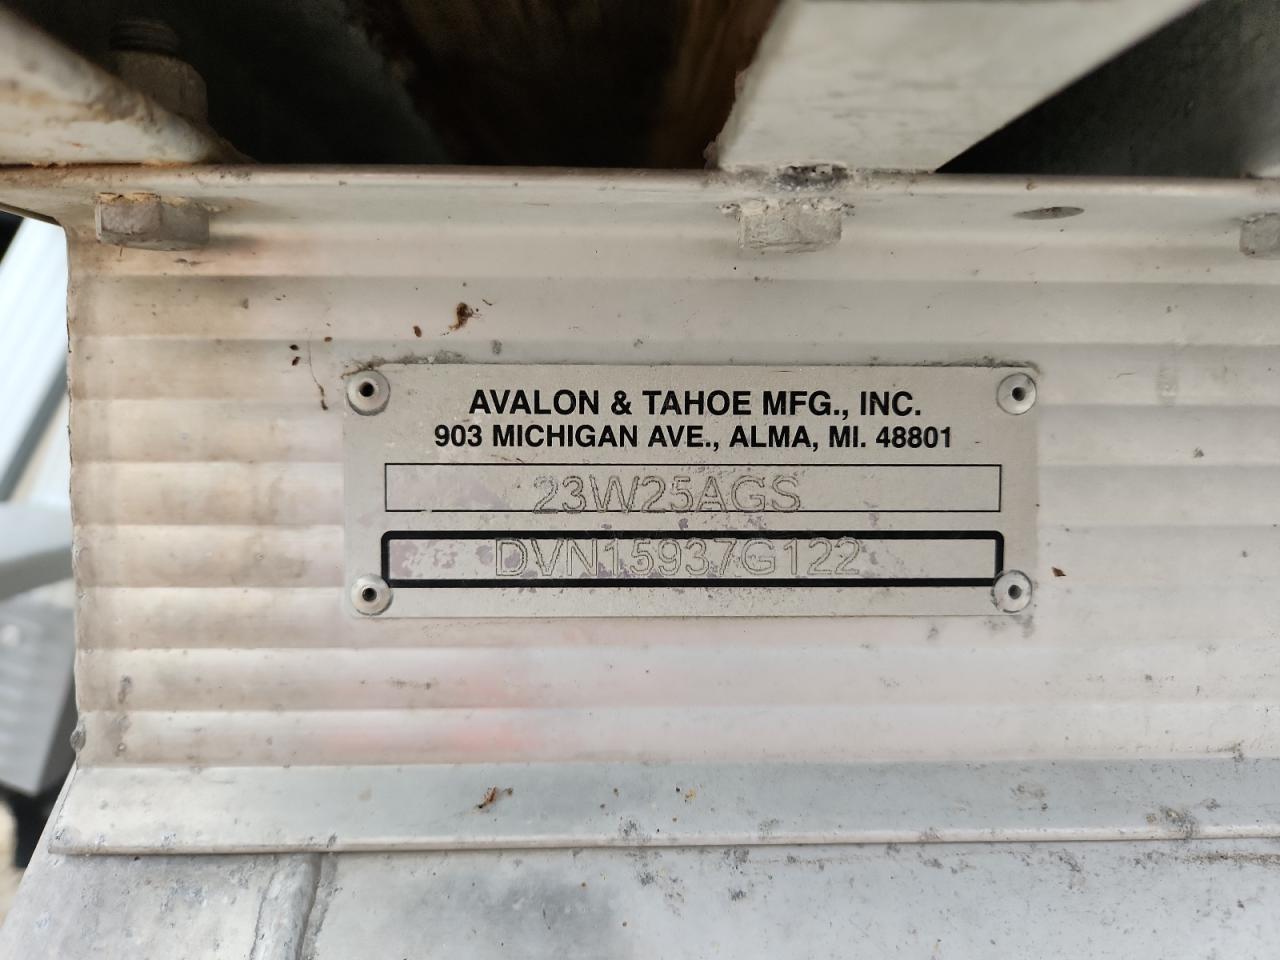 AVALON & TAHOE MFG., INC.
903 MICHIGAN AVE., ALMA, MI. 48801
23W25AGS
DVN15937G122